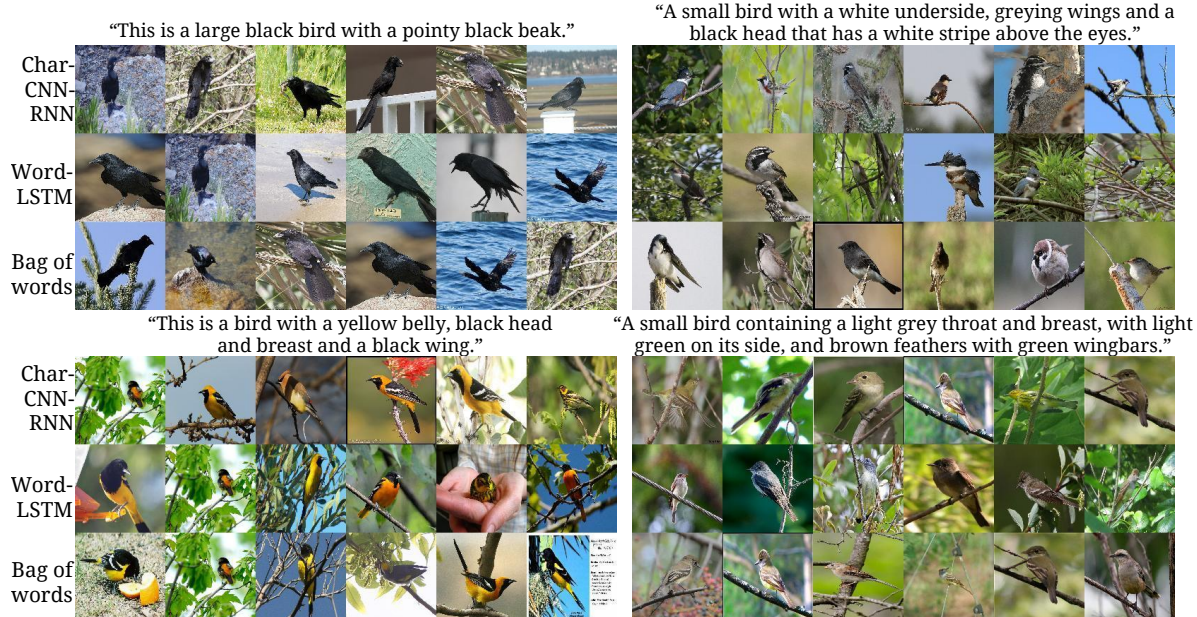 “This is a large black bird with a pointy black beak.”
“A small bird with a white underside, greying wings and a
black head that has a white stripe above the eyes.”
Char-
CNN-
RNN
Word-
LSTM
Bag of
words
“This is a bird with a yellow belly, black head
and breast and a black wing.”
“A small bird containing a light grey throat and breast, with light
green on its side, and brown feathers with green wingbars.”
Char-
CNN-
RNN
Word-
LSTM
Bag of
words